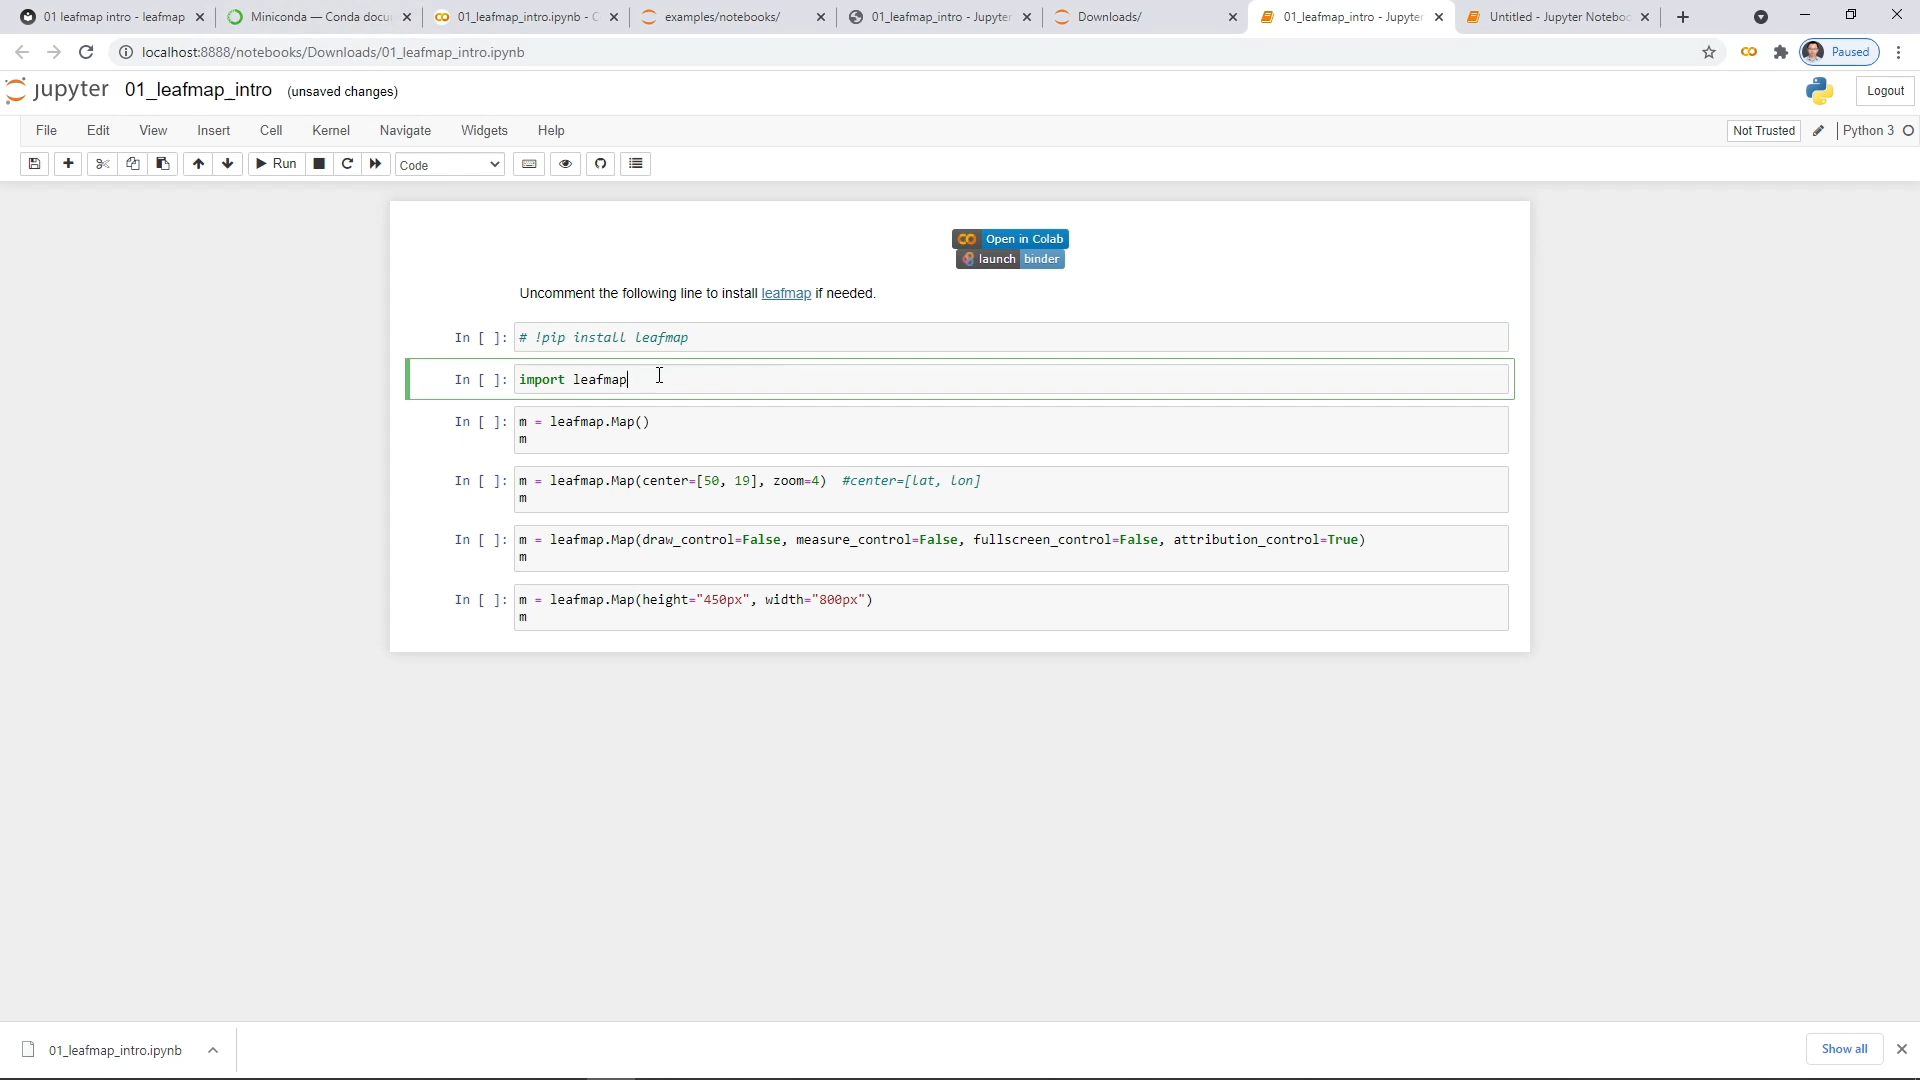 01 leafmap intro - leafmap
Miniconda — Conda docu
01_leafmap_intro.ipynb - C
examples/notebooks/
01_leafmap_intro - Jupyter
Downloads/
01_leafmap_intro - Jupyter
Untitled - Jupyter Noteboo
localhost:8888/notebooks/Downloads/01_leafmap_intro.ipynb
Paused
jupyter 01_leafmap_intro (unsaved changes)
Logout
File Edit View Insert Cell Kernel Navigate Widgets Help
Not Trusted
Python 3
Run
Code
Open in Colab
launch binder
Uncomment the following line to install leafmap if needed.
In [ ]: # !pip install leafmap
In [ ]: import leafmap
In [ ]: m = leafmap.Map()
m
In [ ]: m = leafmap.Map(center=[50, 19], zoom=4)  #center=[lat, lon]
m
In [ ]: m = leafmap.Map(draw_control=False, measure_control=False, fullscreen_control=False, attribution_control=True)
m
In [ ]: m = leafmap.Map(height="450px", width="800px")
m
01_leafmap_intro.ipynb
Show all